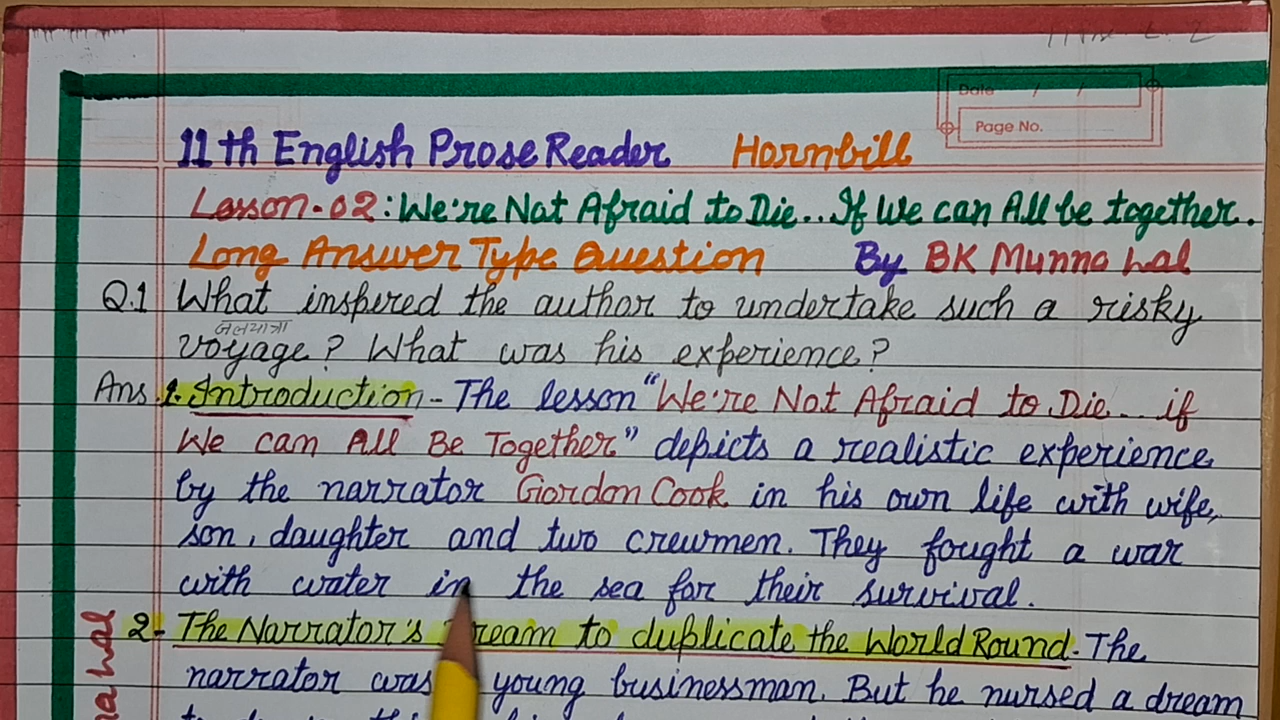 Date / /
Page No.
11th English Prose Reader Hornbill
Lesson-02: We're Not Afraid to Die... If We can All be together.
Long Answer Type Question By BK Munna Lal
Q.1 What inspired the author to undertake such a risky
जलयात्रा
voyage? What was his experience?
Ans. 1. Introduction - The lesson "We're Not Afraid to Die... if
We can All Be Together" depicts a realistic experience
by the narrator Gordon Cook in his own life with wife,
son, daughter and two crewmen. They fought a war
with water in the sea for their survival.
2- The Narrator's Dream to duplicate the World Round. The
narrator was young businessman. But he nursed a dream